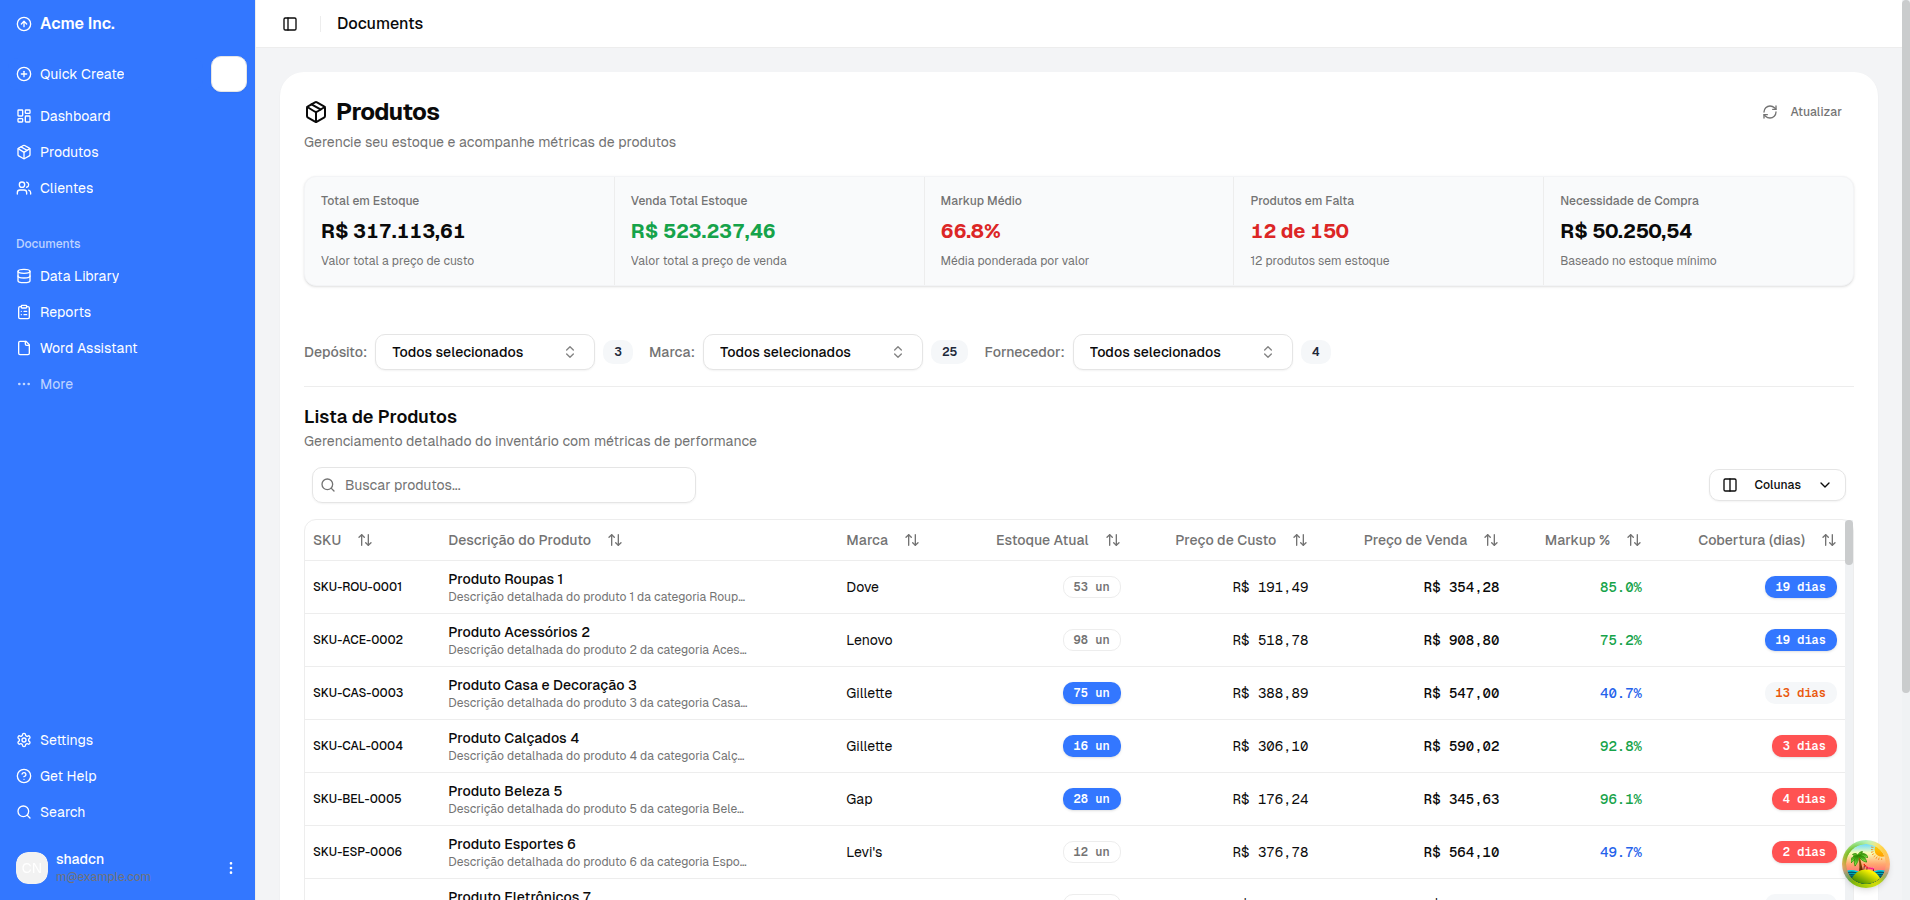 Acme Inc.
Quick Create
Dashboard
Produtos
Clientes
Documents
Data Library
Reports
Word Assistant
More
Settings
Get Help
Search
CN
shadcn
m@example.com
Documents
Produtos
Atualizar
Gerencie seu estoque e acompanhe métricas de produtos
Total em Estoque
R$ 317.113,61
Valor total a preço de custo
Venda Total Estoque
R$ 523.237,46
Valor total a preço de venda
Markup Médio
66.8%
Média ponderada por valor
Produtos em Falta
12 de 150
12 produtos sem estoque
Necessidade de Compra
R$ 50.250,54
Baseado no estoque mínimo
Depósito: Todos selecionados 3 Marca: Todos selecionados 25 Fornecedor: Todos selecionados 4
Lista de Produtos
Gerenciamento detalhado do inventário com métricas de performance
Buscar produtos...
Colunas
SKU Descrição do Produto Marca Estoque Atual Preço de Custo Preço de Venda Markup % Cobertura (dias)
SKU-ROU-0001 Produto Roupas 1 Dove 53 un R$ 191,49 R$ 354,28 85.0% 19 dias
Descrição detalhada do produto 1 da categoria Roup...
SKU-ACE-0002 Produto Acessórios 2 Lenovo 98 un R$ 518,78 R$ 908,80 75.2% 19 dias
Descrição detalhada do produto 2 da categoria Aces...
SKU-CAS-0003 Produto Casa e Decoração 3 Gillette 75 un R$ 388,89 R$ 547,00 40.7% 13 dias
Descrição detalhada do produto 3 da categoria Casa...
SKU-CAL-0004 Produto Calçados 4 Gillette 16 un R$ 306,10 R$ 590,02 92.8% 3 dias
Descrição detalhada do produto 4 da categoria Calç...
SKU-BEL-0005 Produto Beleza 5 Gap 28 un R$ 176,24 R$ 345,63 96.1% 4 dias
Descrição detalhada do produto 5 da categoria Bele...
SKU-ESP-0006 Produto Esportes 6 Levi's 12 un R$ 376,78 R$ 564,10 49.7% 2 dias
Descrição detalhada do produto 6 da categoria Espo...
Produto Eletrônicos 7